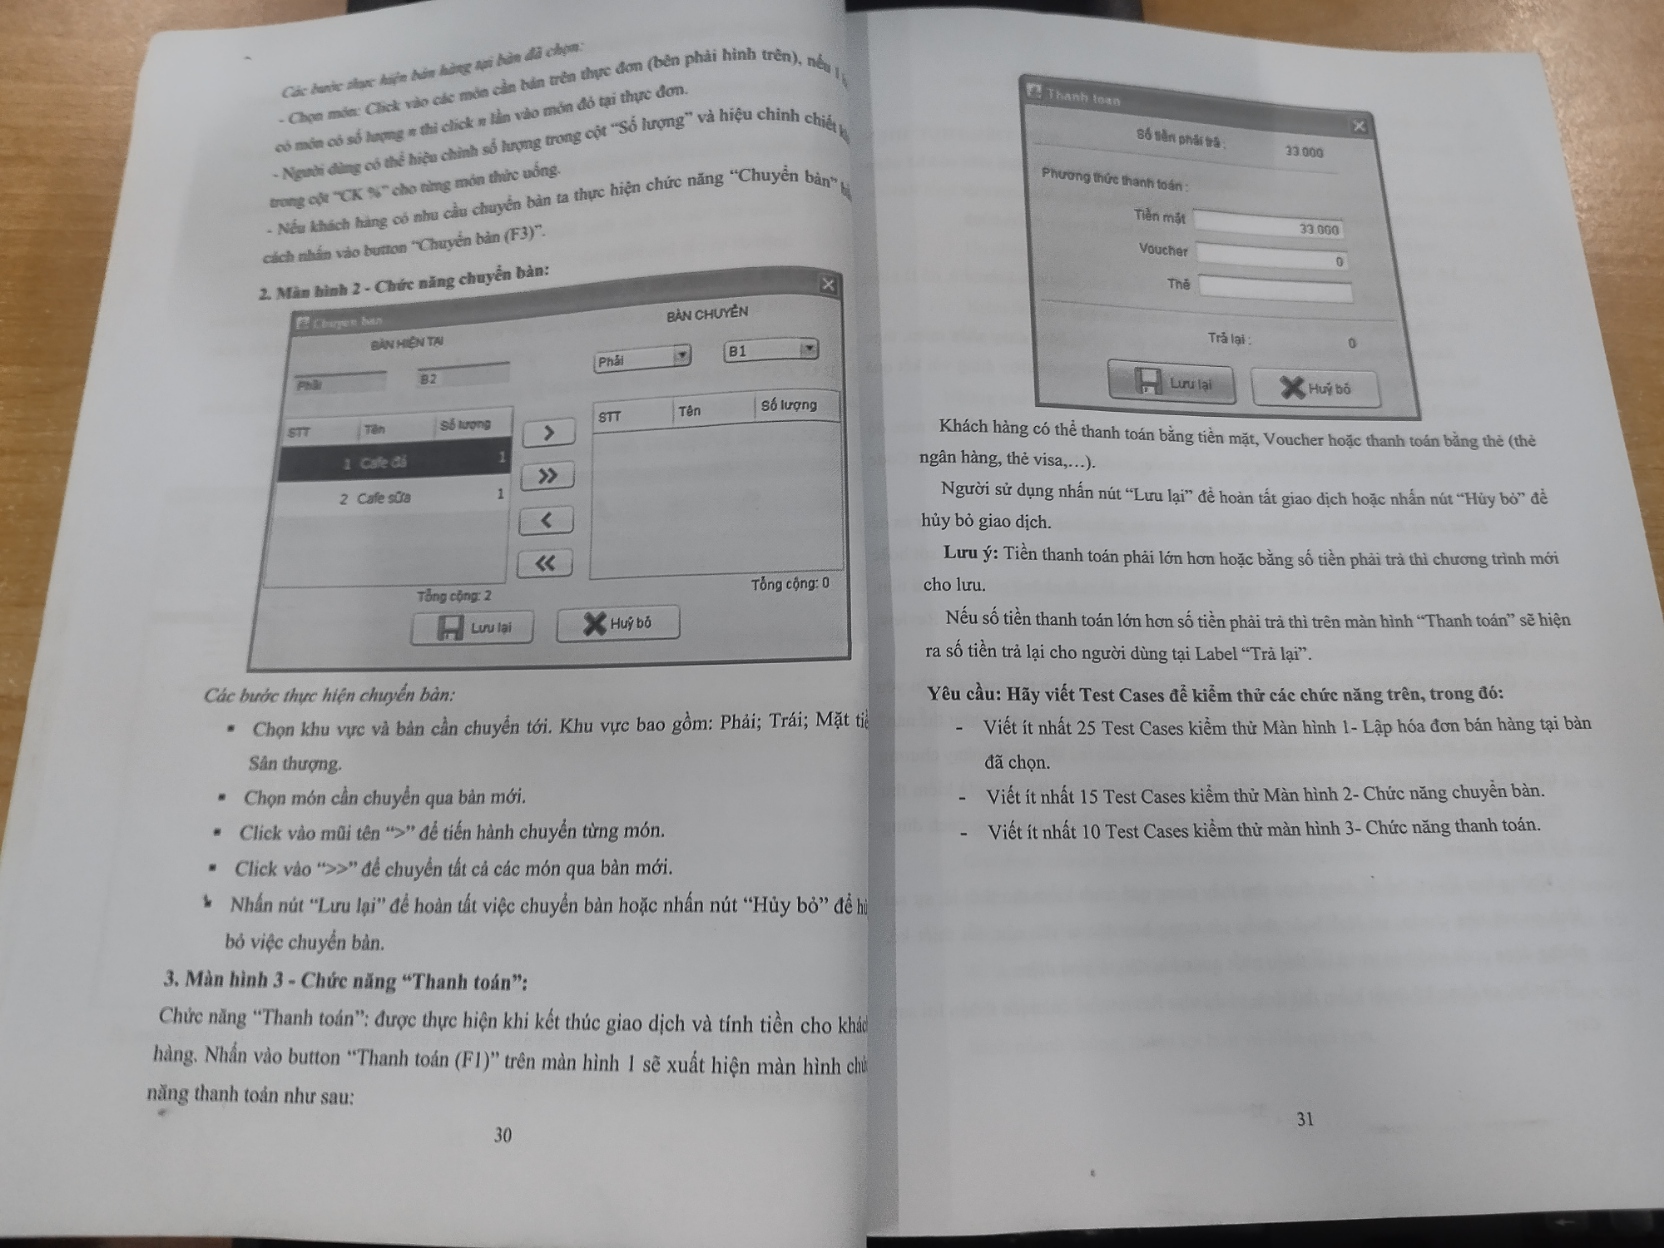 Các bước thực hiện bán hàng tại bàn đã chọn:
- Chọn món: Click vào các món cần bán trên thực đơn (bên phải hình trên), nếu
có món có số lượng n thì click n lần vào món đó tại thực đơn.
- Người dùng có thể hiệu chỉnh số lượng trong cột “Số lượng” và hiệu chỉnh chiết
trong cột “CK %” cho từng món thức uống.
- Nếu khách hàng có nhu cầu chuyển bàn ta thực hiện chức năng “Chuyển bàn”
cách nhấn vào button “Chuyển bàn (F3)”.
2. Màn hình 2 - Chức năng chuyển bàn:
Chuyen ban
BÀN HIỆN TẠI
BÀN CHUYỂN
Phải B2
Phải B1
STT Tên Số lượng
STT Tên Số lượng
1 Cafe đá 1
2 Cafe sữa 1
>
>>
<
<<
Tổng cộng: 2
Tổng cộng: 0
Lưu lại
Huỷ bỏ
Các bước thực hiện chuyển bàn:
▪ Chọn khu vực và bàn cần chuyển tới. Khu vực bao gồm: Phải; Trái; Mặt
Sân thượng.
▪ Chọn món cần chuyển qua bàn mới.
▪ Click vào mũi tên “>” để tiến hành chuyển từng món.
▪ Click vào “>>” để chuyển tất cả các món qua bàn mới.
▪ Nhấn nút “Lưu lại” để hoàn tất việc chuyển bàn hoặc nhấn nút “Hủy bỏ” để
bỏ việc chuyển bàn.
3. Màn hình 3 - Chức năng “Thanh toán”:
Chức năng “Thanh toán”: được thực hiện khi kết thúc giao dịch và tính tiền cho
hàng. Nhấn vào button “Thanh toán (F1)” trên màn hình 1 sẽ xuất hiện màn hình
năng thanh toán như sau:
30
Thanh toan
Số tiền phải trả : 33.000
Phương thức thanh toán :
Tiền mặt 33.000
Voucher 0
Thẻ
Trả lại : 0
Lưu lại
Huỷ bỏ
Khách hàng có thể thanh toán bằng tiền mặt, Voucher hoặc thanh toán bằng thẻ (thẻ
ngân hàng, thẻ visa,…).
Người sử dụng nhấn nút “Lưu lại” để hoàn tất giao dịch hoặc nhấn nút “Hủy bỏ” để
hủy bỏ giao dịch.
Lưu ý: Tiền thanh toán phải lớn hơn hoặc bằng số tiền phải trả thì chương trình mới
cho lưu.
Nếu số tiền thanh toán lớn hơn số tiền phải trả thì trên màn hình “Thanh toán” sẽ hiện
ra số tiền trả lại cho người dùng tại Label “Trả lại”.
Yêu cầu: Hãy viết Test Cases để kiểm thử các chức năng trên, trong đó:
- Viết ít nhất 25 Test Cases kiểm thử Màn hình 1- Lập hóa đơn bán hàng tại bàn
đã chọn.
- Viết ít nhất 15 Test Cases kiểm thử Màn hình 2- Chức năng chuyển bàn.
- Viết ít nhất 10 Test Cases kiểm thử màn hình 3- Chức năng thanh toán.
31